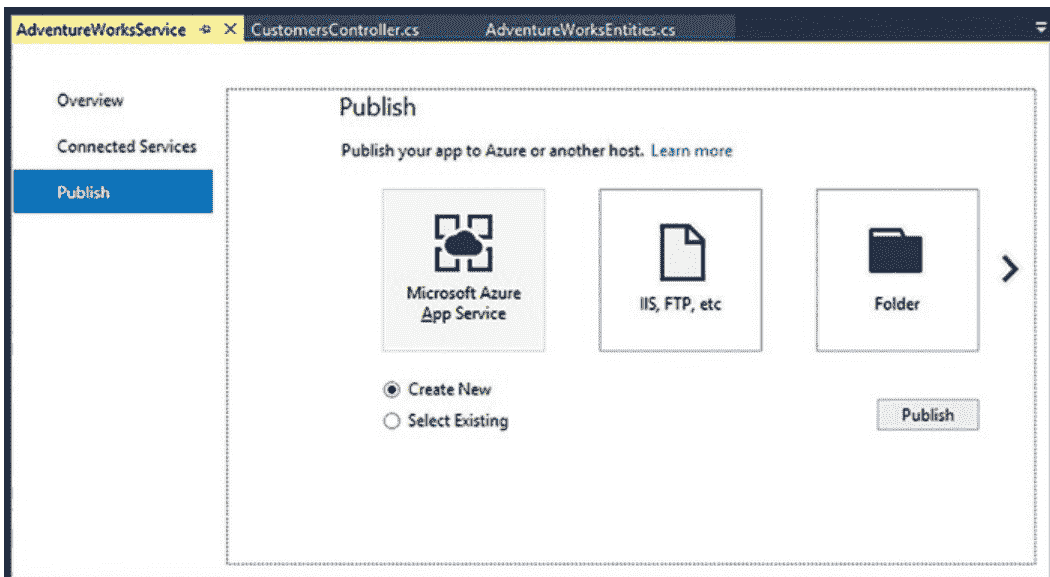 AdventureWorksService CustomersController.cs AdventureWorksEntities.cs
Overview
Connected Services
Publish
Publish
Publish your app to Azure or another host. Learn more
Microsoft Azure
App Service
IIS, FTP, etc
Folder
Create New
Select Existing
Publish